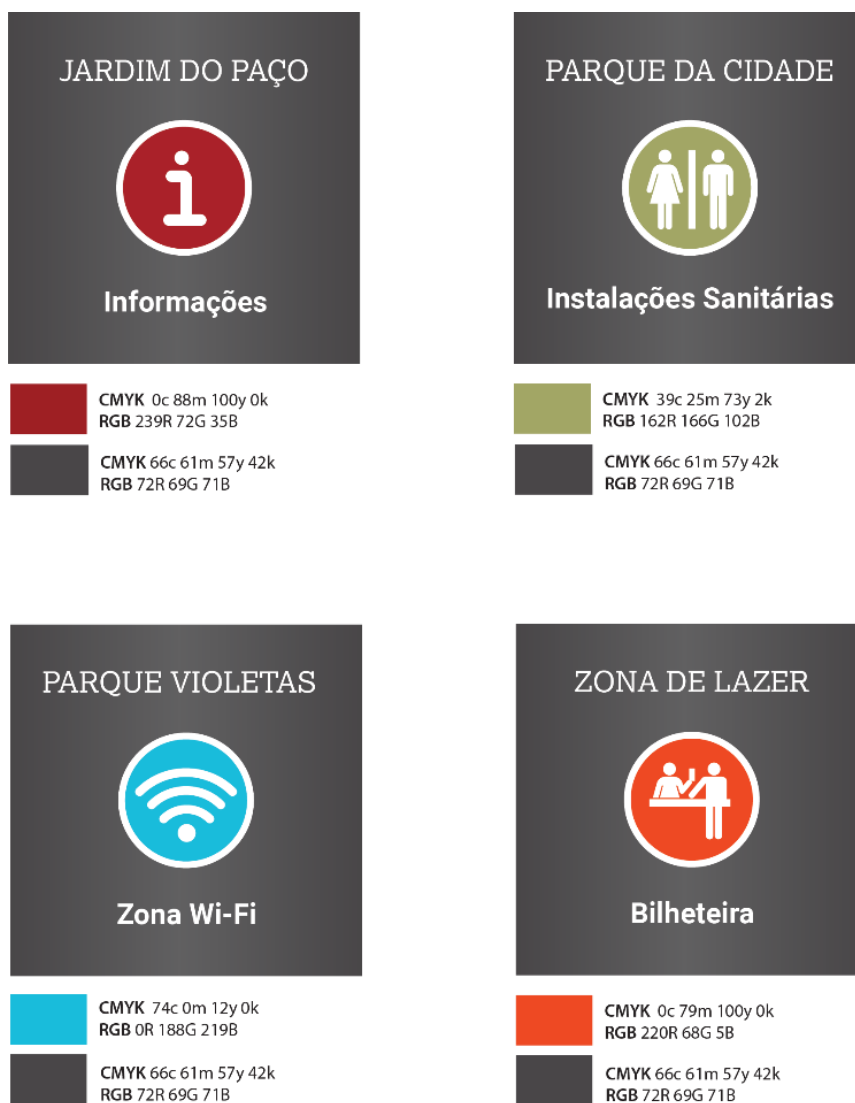 JARDIM DO PAÇO
Informações
CMYK 0c 88m 100y 0k
RGB 239R 72G 35B
CMYK 66c 61m 57y 42k
RGB 72R 69G 71B
PARQUE DA CIDADE
Instalações Sanitárias
CMYK 39c 25m 73y 2k
RGB 162R 166G 102B
CMYK 66c 61m 57y 42k
RGB 72R 69G 71B
PARQUE VIOLETAS
Zona Wi-Fi
CMYK 74c 0m 12y 0k
RGB 0R 188G 219B
CMYK 66c 61m 57y 42k
RGB 72R 69G 71B
ZONA DE LAZER
Bilheteira
CMYK 0c 79m 100y 0k
RGB 220R 68G 5B
CMYK 66c 61m 57y 42k
RGB 72R 69G 71B